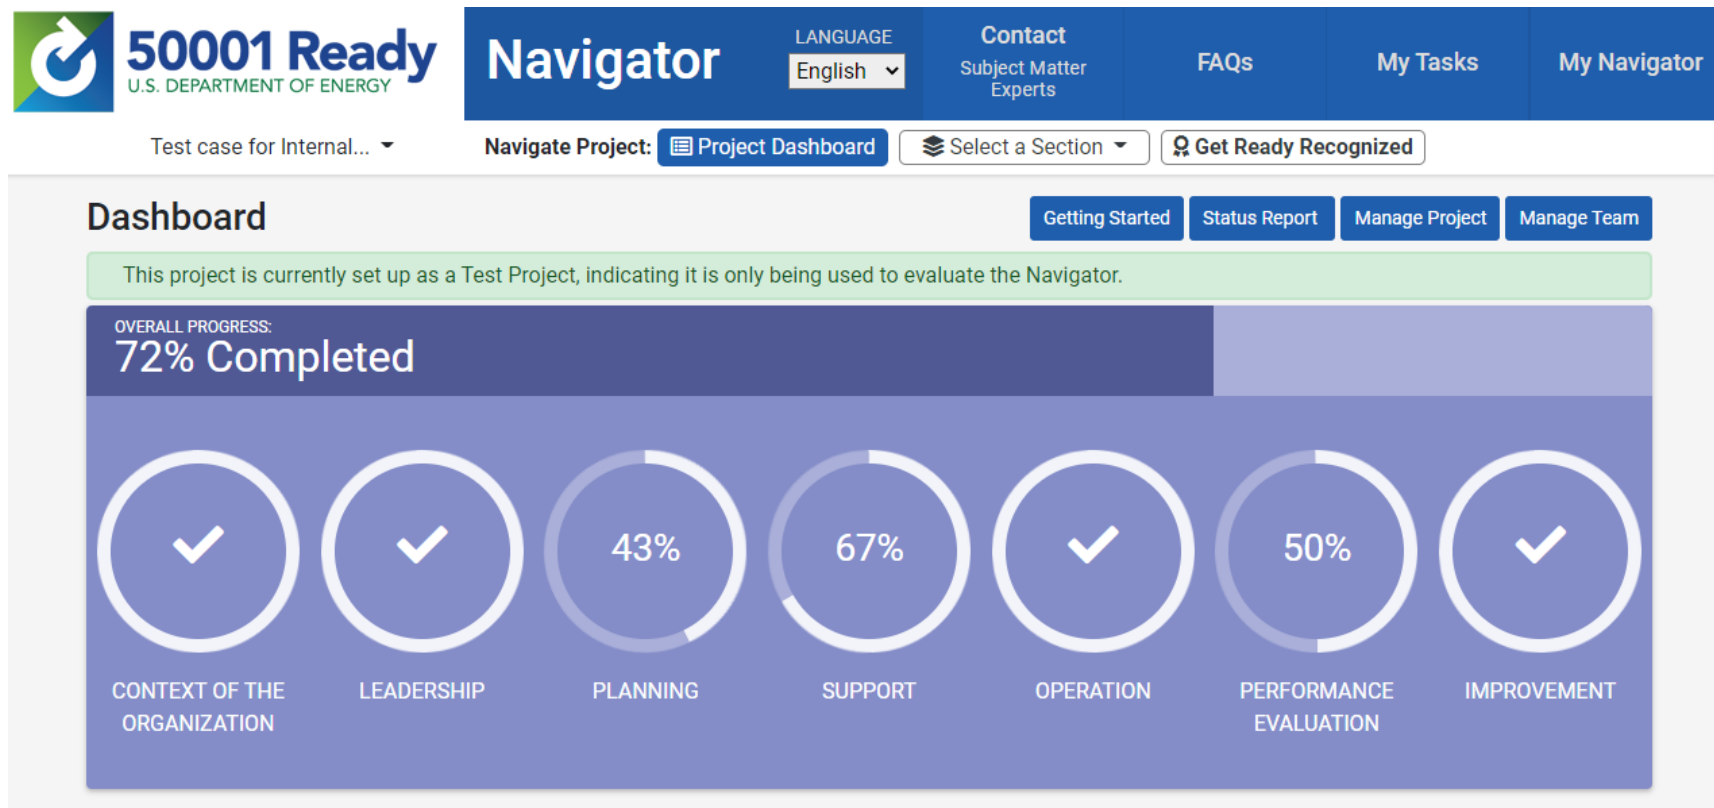 50001 Ready
U.S. DEPARTMENT OF ENERGY
Navigator
LANGUAGE
English
Contact
Subject Matter
Experts
FAQs
My Tasks
My Navigator
Test case for Internal...
Navigate Project:
Project Dashboard
Select a Section
Get Ready Recognized
Dashboard
Getting Started
Status Report
Manage Project
Manage Team
This project is currently set up as a Test Project, indicating it is only being used to evaluate the Navigator.
OVERALL PROGRESS:
72% Completed
43%
67%
50%
CONTEXT OF THE
ORGANIZATION
LEADERSHIP
PLANNING
SUPPORT
OPERATION
PERFORMANCE
EVALUATION
IMPROVEMENT